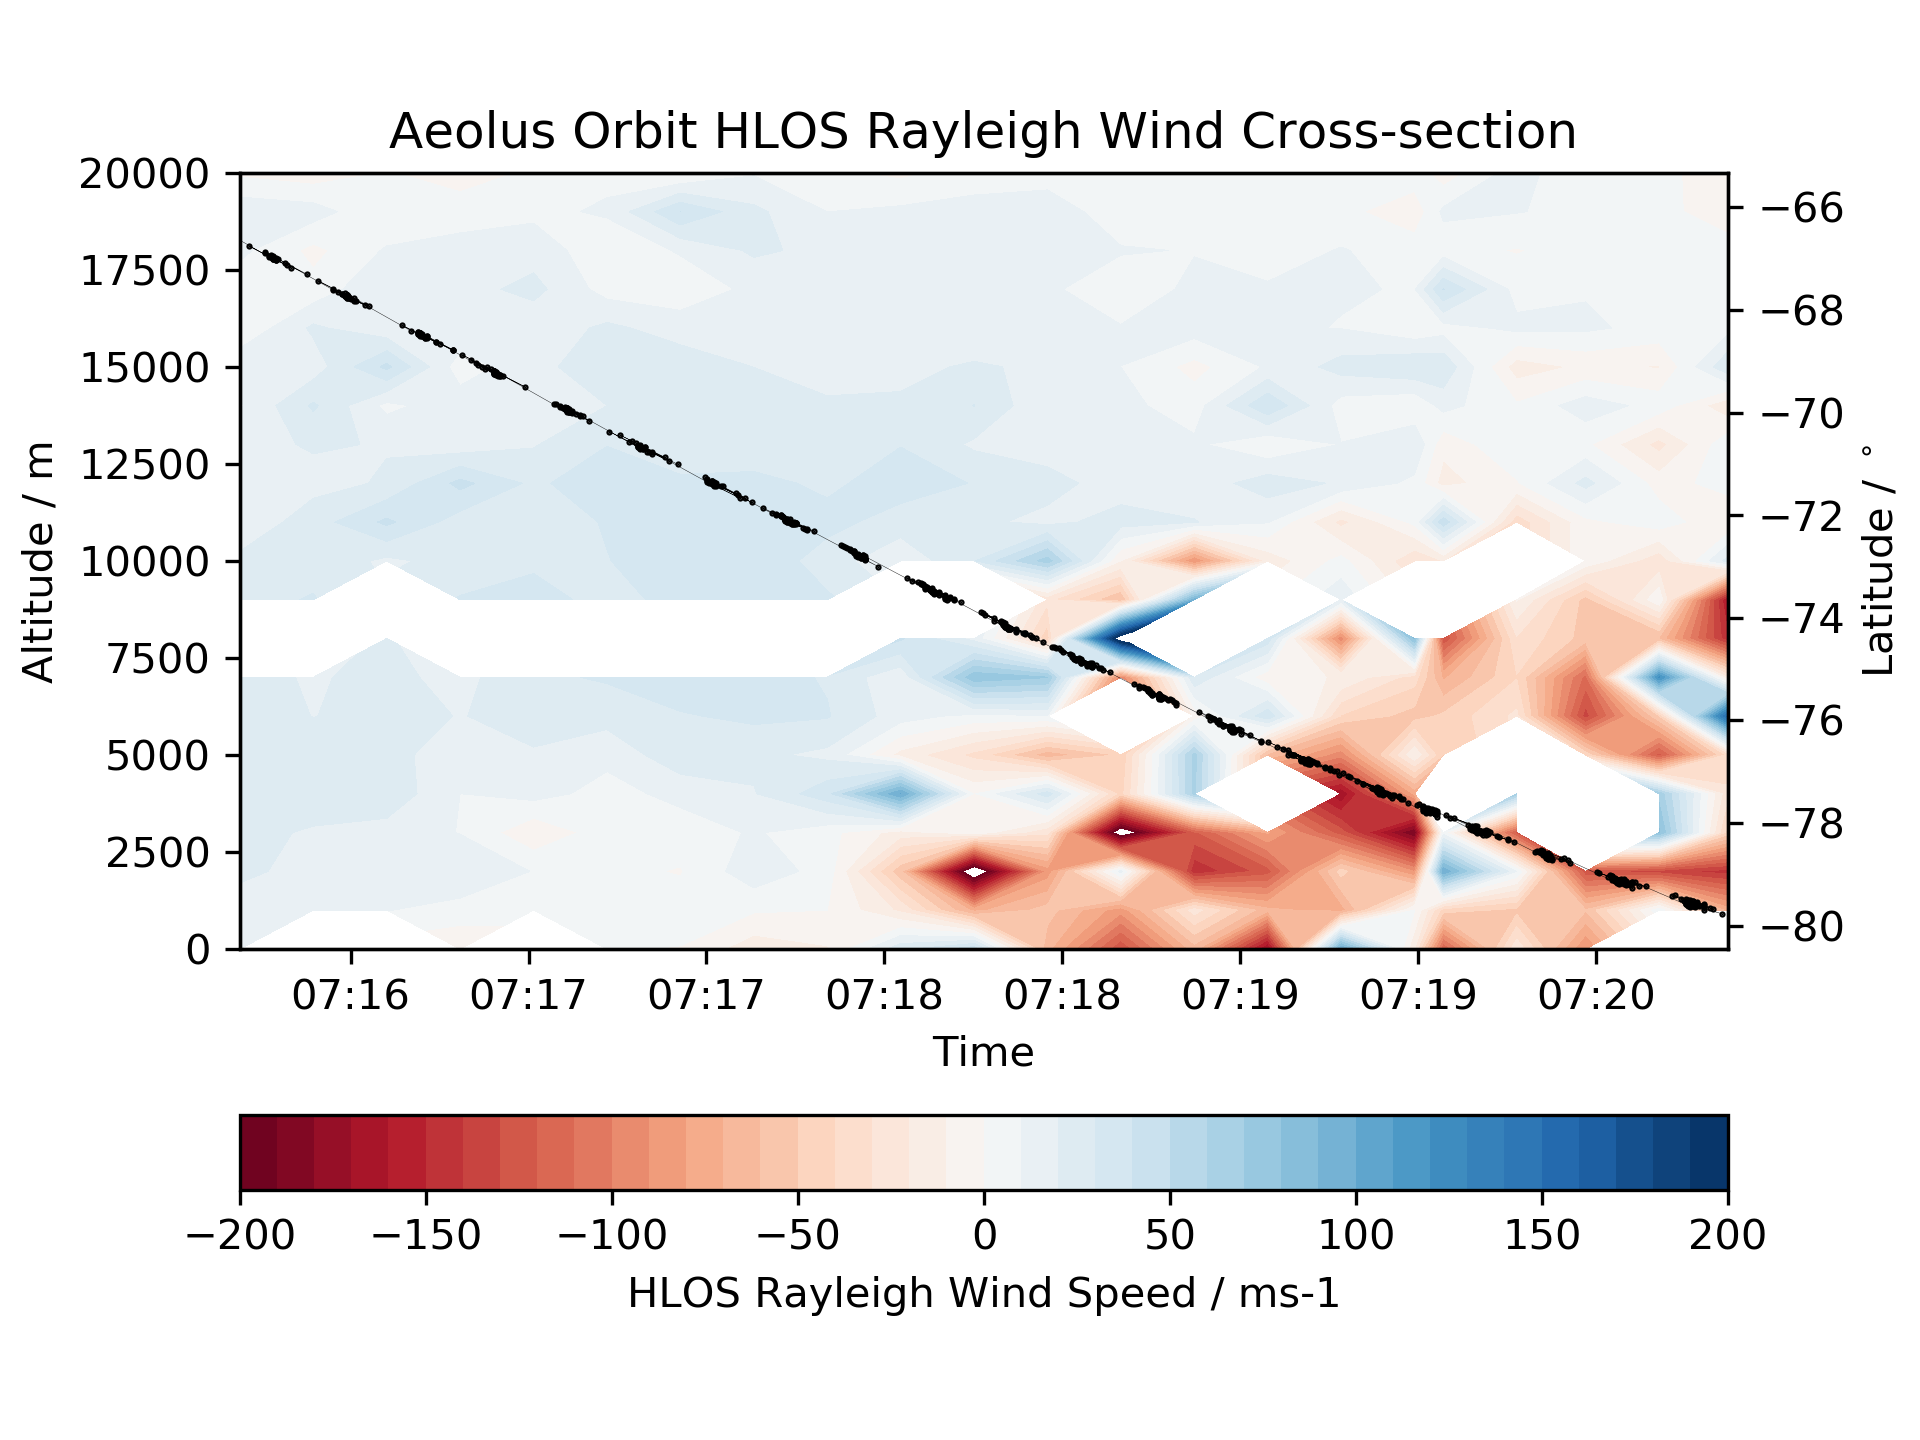 Aeolus Orbit HLOS Rayleigh Wind Cross-section
20000
17500
15000
12500
10000
7500
5000
2500
0
Altitude / m
−66
−68
−70
−72
−74
−76
−78
−80
Latitude / °
07:16 07:17 07:17 07:18 07:18 07:19 07:19 07:20
Time
−200 −150 −100 −50 0 50 100 150 200
HLOS Rayleigh Wind Speed / ms-1